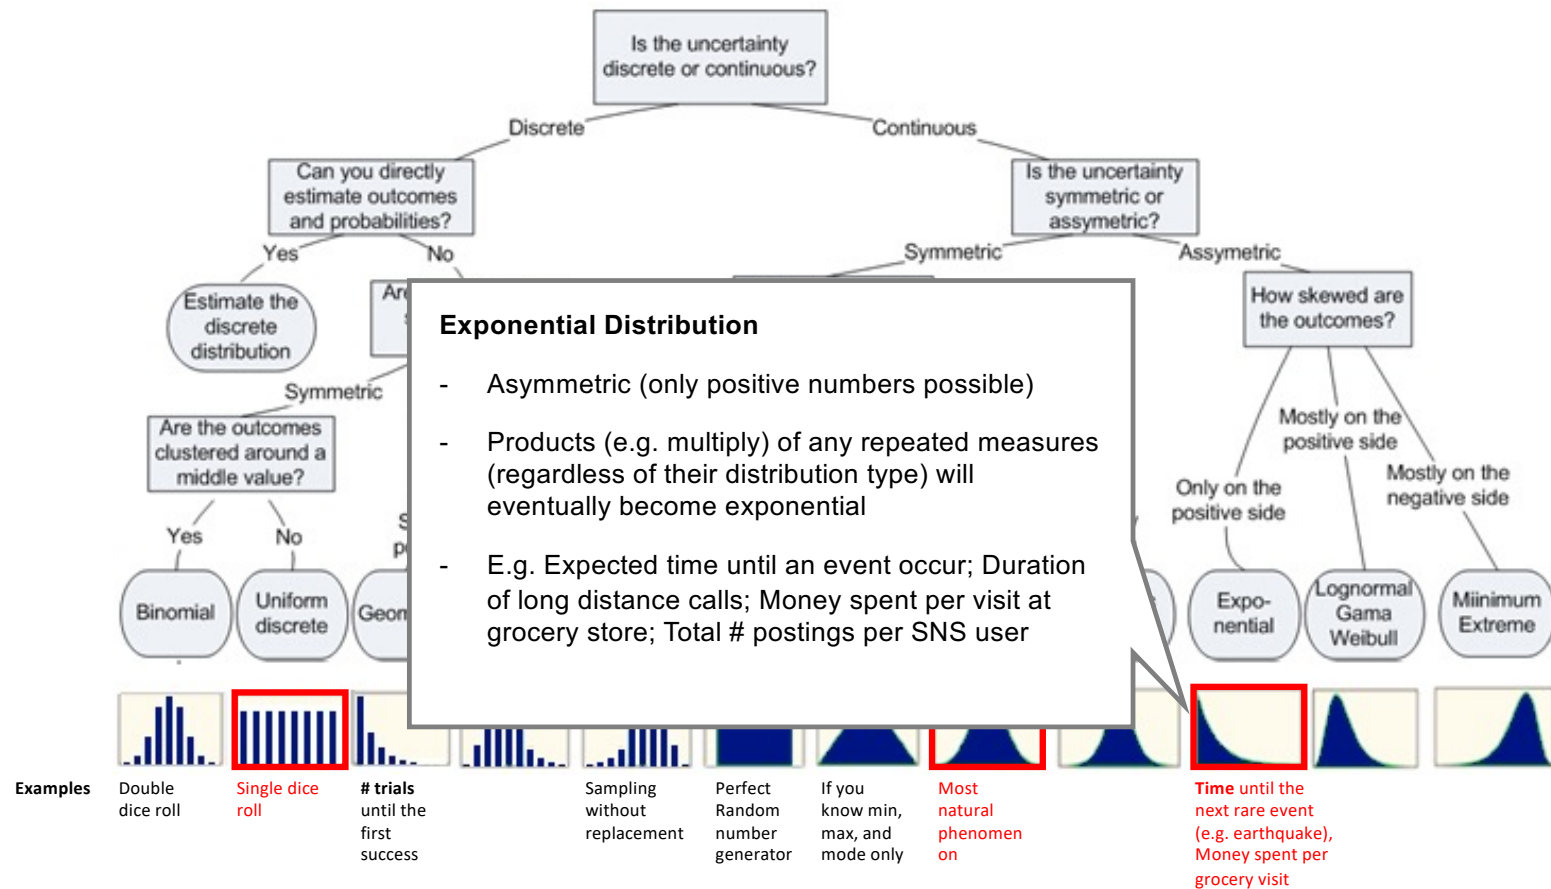 Is the uncertainty
discrete or continuous?
Discrete
Continuous
Can you directly
estimate outcomes
and probabilities?
Is the uncertainty
symmetric or
assymetric?
Yes
No
Symmetric
Assymetric
Estimate the
discrete
distribution
Are
How skewed are
the outcomes?
Exponential Distribution
- Asymmetric (only positive numbers possible)
- Products (e.g. multiply) of any repeated measures
(regardless of their distribution type) will
eventually become exponential
- E.g. Expected time until an event occur; Duration
of long distance calls; Money spent per visit at
grocery store; Total # postings per SNS user
Symmetric
Are the outcomes
clustered around a
middle value?
Mostly on the
positive side
Only on the
positive side
Mostly on the
negative side
Yes
No
Binomial
Uniform
discrete
Geom
Expo-
nential
Lognormal
Gama
Weibull
Miinimum
Extreme
Examples
Double
dice roll
Single dice
roll
# trials
until the
first
success
Sampling
without
replacement
Perfect
Random
number
generator
If you
know min,
max, and
mode only
Most
natural
phenomen
on
Time until the
next rare event
(e.g. earthquake),
Money spent per
grocery visit